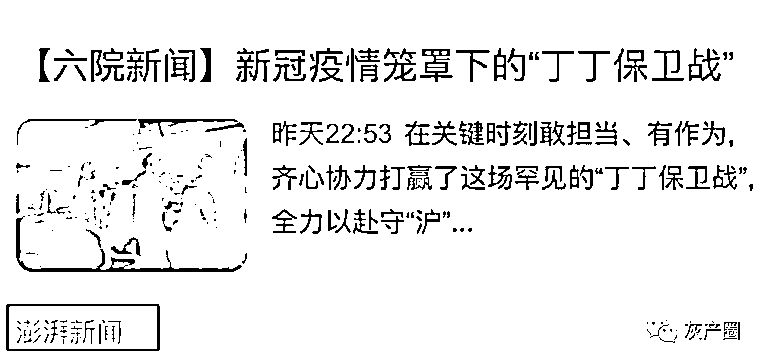 【六院新闻】新冠疫情笼罩下的“丁丁保卫战”
昨天22:53 在关键时刻敢担当、有作为，
齐心协力打赢了这场罕见的“丁丁保卫战”，
全力以赴守“沪”...
澎湃新闻
灰产圈